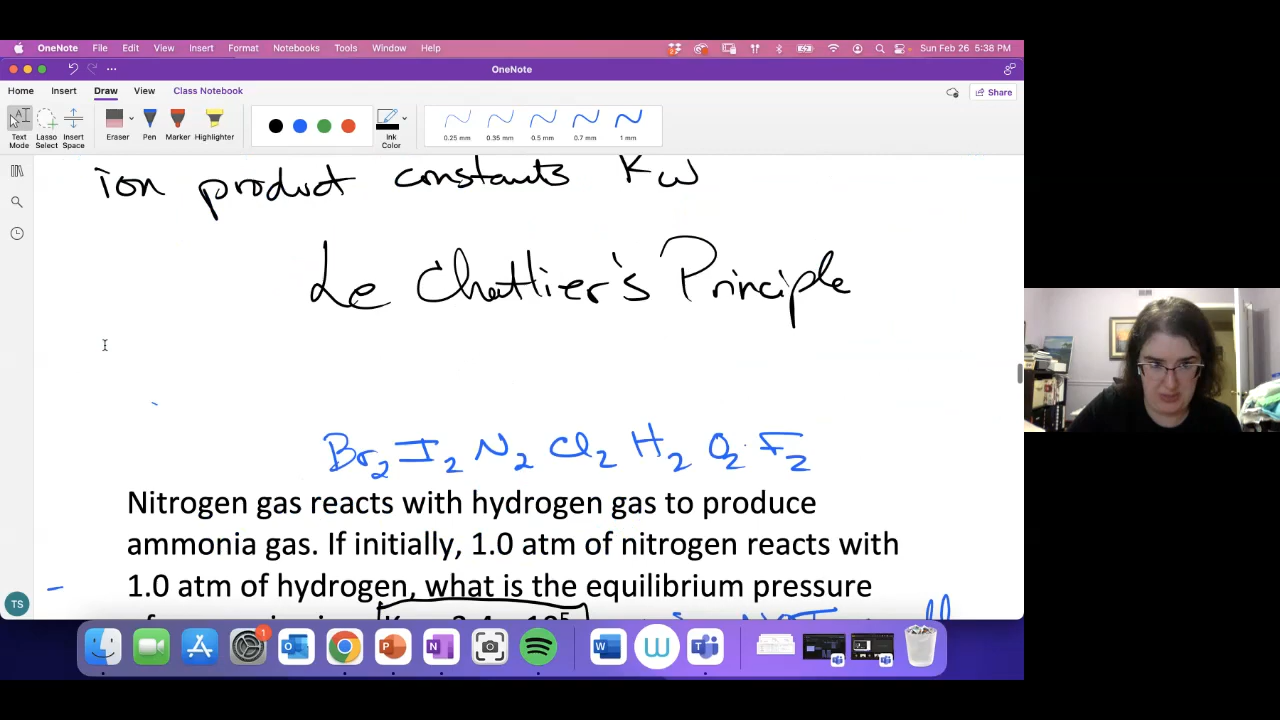 OneNote File Edit View Insert Format Notebooks Tools Window Help Sun Feb 26 5:38 PM
OneNote
Home Insert Draw View Class Notebook Share
Text Mode Lasso Select Insert Space Eraser Pen Marker Highlighter Ink Color 0.25 mm 0.35 mm 0.5 mm 0.7 mm 1 mm
ion product constants Kw
Le Chattlier's Principle
Br2 I2 N2 Cl2 H2 O2 F2
Nitrogen gas reacts with hydrogen gas to produce
ammonia gas. If initially, 1.0 atm of nitrogen reacts with
1.0 atm of hydrogen, what is the equilibrium pressure
TS